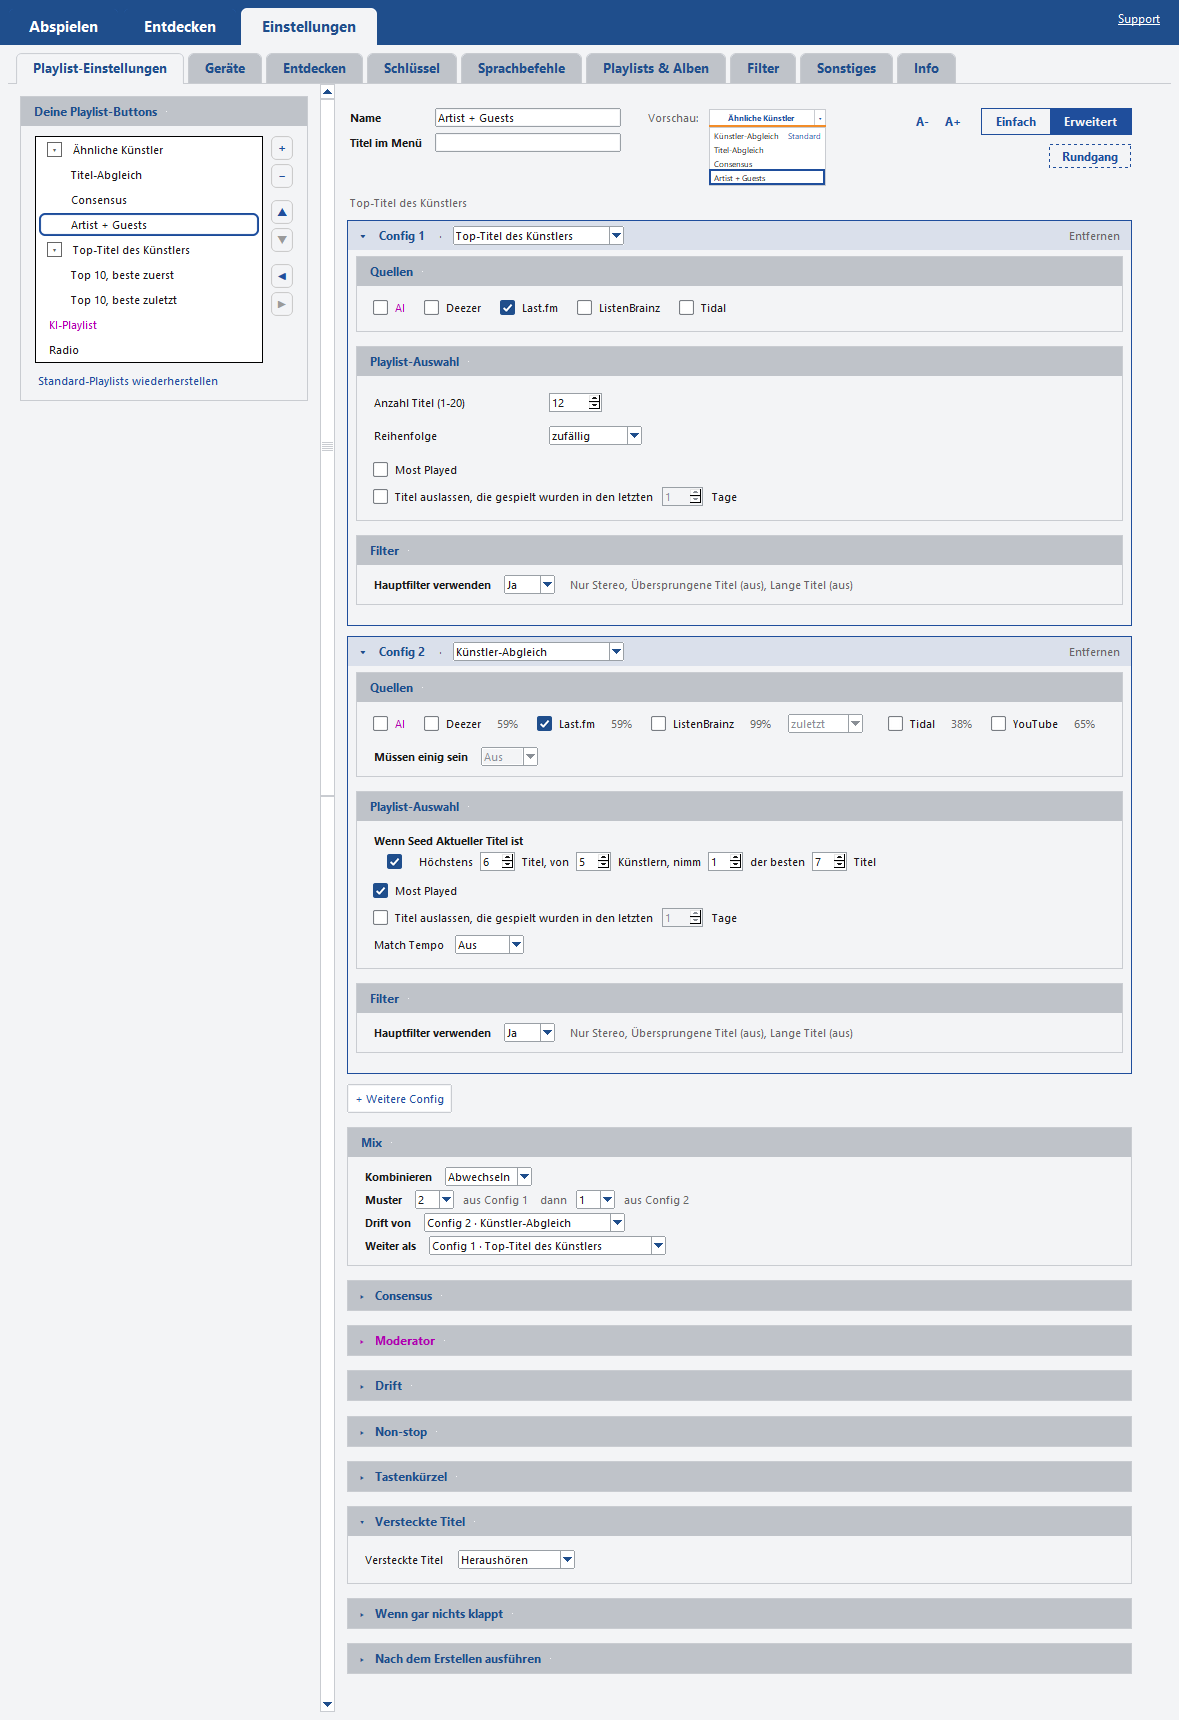 Abspielen Entdecken Einstellungen Support
Playlist-Einstellungen Geräte Entdecken Schlüssel Sprachbefehle Playlists & Alben Filter Sonstiges Info
Deine Playlist-Buttons
Ähnliche Künstler
Titel-Abgleich
Consensus
Artist + Guests
Top-Titel des Künstlers
Top 10, beste zuerst
Top 10, beste zuletzt
KI-Playlist
Radio
Standard-Playlists wiederherstellen
Name Artist + Guests
Titel im Menü
Vorschau: Ähnliche Künstler
Künstler-Abgleich Standard
Titel-Abgleich
Consensus
Artist + Guests
A- A+ Einfach Erweitert
Rundgang
Top-Titel des Künstlers
Config 1 · Top-Titel des Künstlers Entfernen
Quellen
AI Deezer Last.fm ListenBrainz Tidal
Playlist-Auswahl
Anzahl Titel (1-20) 12
Reihenfolge zufällig
Most Played
Titel auslassen, die gespielt wurden in den letzten 1 Tage
Filter
Hauptfilter verwenden Ja Nur Stereo, Übersprungene Titel (aus), Lange Titel (aus)
Config 2 · Künstler-Abgleich Entfernen
Quellen
AI Deezer 59% Last.fm 59% ListenBrainz 99% zuletzt Tidal 38% YouTube 65%
Müssen einig sein Aus
Playlist-Auswahl
Wenn Seed Aktueller Titel ist
Höchstens 6 Titel, von 5 Künstlern, nimm 1 der besten 7 Titel
Most Played
Titel auslassen, die gespielt wurden in den letzten 1 Tage
Match Tempo Aus
Filter
Hauptfilter verwenden Ja Nur Stereo, Übersprungene Titel (aus), Lange Titel (aus)
+ Weitere Config
Mix
Kombinieren Abwechseln
Muster 2 aus Config 1 dann 1 aus Config 2
Drift von Config 2 · Künstler-Abgleich
Weiter als Config 1 · Top-Titel des Künstlers
Consensus
Moderator
Drift
Non-stop
Tastenkürzel
Versteckte Titel
Versteckte Titel Heraushören
Wenn gar nichts klappt
Nach dem Erstellen ausführen